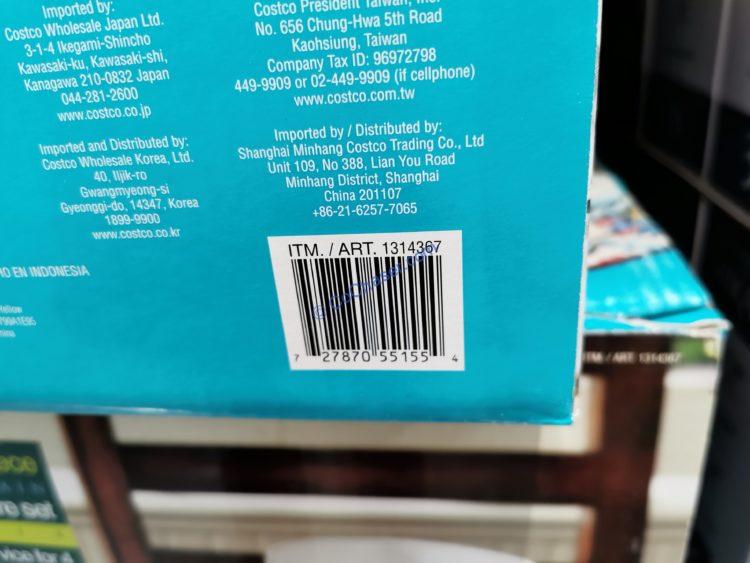 Imported by:
Costco Wholesale Japan Ltd.
3-1-4 Ikegami-Shincho
Kawasaki-ku, Kawasaki-shi,
Kanagawa 210-0832 Japan
044-281-2600
www.costco.co.jp
Costco President Taiwan, Inc.
No. 656 Chung-Hwa 5th Road
Kaohsiung, Taiwan
Company Tax ID: 96972798
449-9909 or 02-449-9909 (if cellphone)
www.costco.com.tw
Imported and Distributed by:
Costco Wholesale Korea, Ltd.
40, Iljik-ro
Gwangmyeong-si
Gyeonggi-do, 14347, Korea
1899-9900
www.costco.co.kr
Imported by / Distributed by:
Shanghai Minhang Costco Trading Co., Ltd
Unit 109, No 388, Lian You Road
Minhang District, Shanghai
China 201107
+86-21-6257-7065
EN INDONESIA
ITM. / ART. 1314367
7 27870 55155 4
ITM. / ART. 1314367
set
for 4